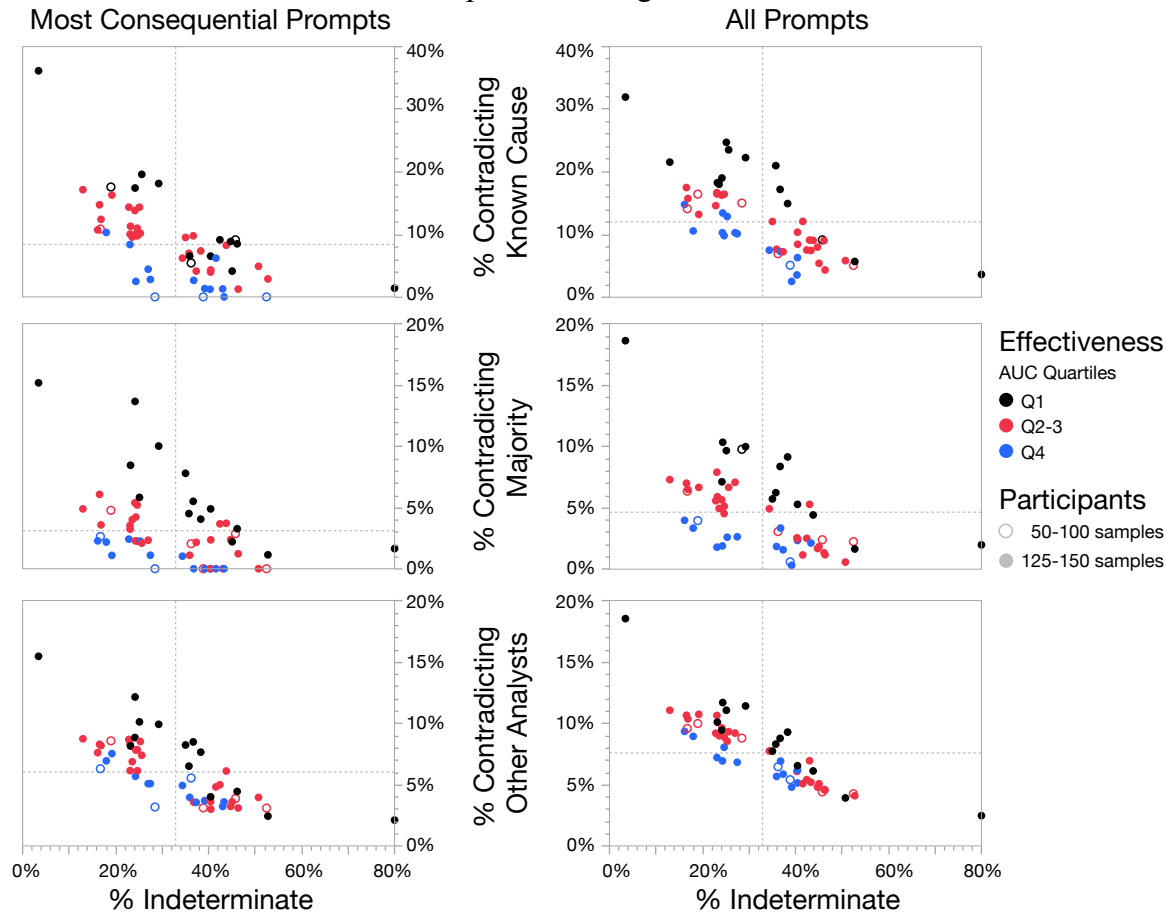 Most Consequential Prompts
All Prompts
40%
30%
20%
10%
0%
% Contradicting
Known Cause
40%
30%
20%
10%
0%
20%
15%
10%
5%
0%
% Contradicting
Majority
20%
15%
10%
5%
0%
20%
15%
10%
5%
0%
% Contradicting
Other Analysts
20%
15%
10%
5%
0%
0%
20%
40%
60%
80%
% Indeterminate
0%
20%
40%
60%
80%
% Indeterminate
Effectiveness
AUC Quartiles
Q1
Q2-3
Q4
Participants
50-100 samples
125-150 samples